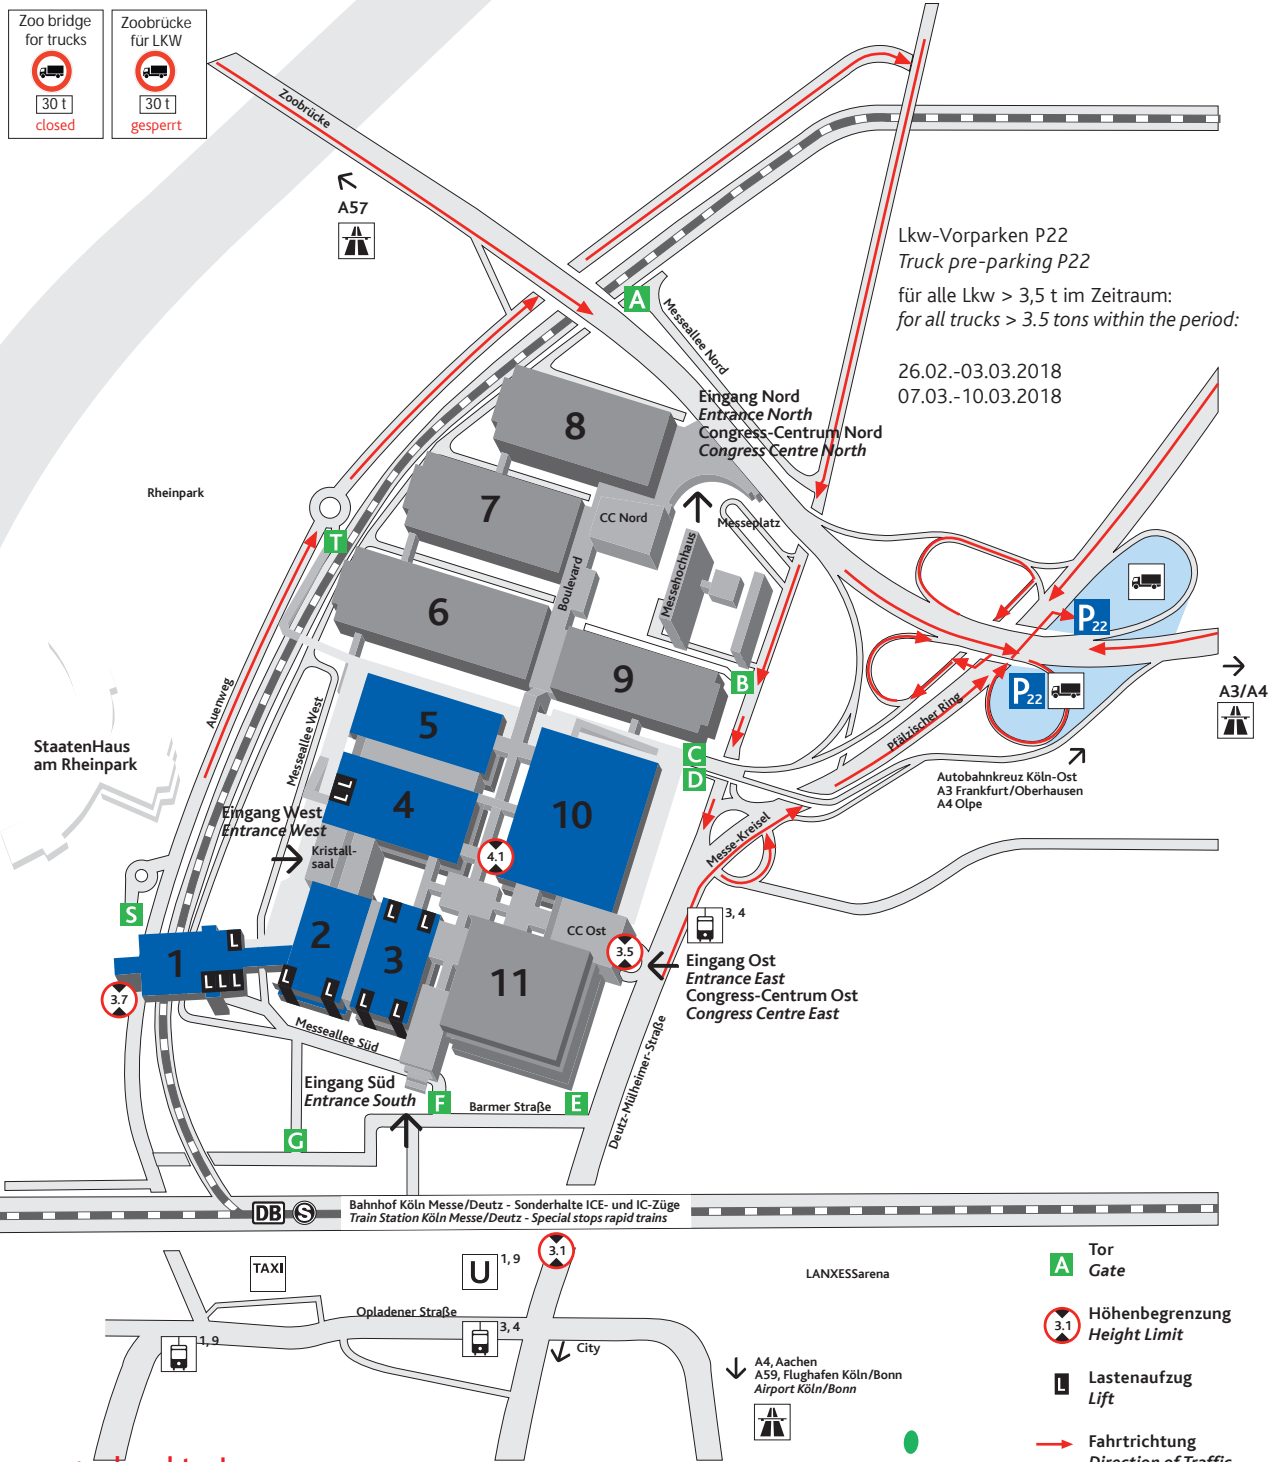 Zoo bridge
for trucks
30 t
closed
Zoobrücke
für LKW
30 t
gesperrt
Zoobrücke
A57
Lkw-Vorparken P22
Truck pre-parking P22
für alle Lkw > 3,5 t im Zeitraum:
for all trucks > 3.5 tons within the period:
26.02.-03.03.2018
07.03.-10.03.2018
A
Messeallee Nord
Eingang Nord
Entrance North
Congress-Centrum Nord
Congress Centre North
8
Rheinpark
7
CC Nord
Messeplatz
T
Boulevard
Messehochhaus
6
P22
9
B
P22
A3/A4
Auenweg
Messeallee West
5
Pfälzischer Ring
StaatenHaus
am Rheinpark
C
D
Autobahnkreuz Köln-Ost
A3 Frankfurt/Oberhausen
A4 Olpe
L
L
4
10
Eingang West
Entrance West
Messe-Kreisel
Kristall-
saal
4.1
S
L
L
L
3, 4
2
CC Ost
3.5
1
3
Eingang Ost
Entrance East
Congress-Centrum Ost
Congress Centre East
L L L
L
L
L
L
11
3.7
Messeallee Süd
Deutz-Mülheimer-Straße
Eingang Süd
Entrance South
F
Barmer Straße
E
G
DB
S
Bahnhof Köln Messe/Deutz - Sonderhalte ICE- und IC-Züge
Train Station Köln Messe/Deutz - Special stops rapid trains
3.1
TAXI
U
1, 9
LANXESSarena
A
Tor
Gate
Opladener Straße
1, 9
3, 4
City
3.1
Höhenbegrenzung
Height Limit
A4, Aachen
A59, Flughafen Köln/Bonn
Airport Köln/Bonn
L
Lastenaufzug
Lift
Fahrtrichtung
Direction of Traffic